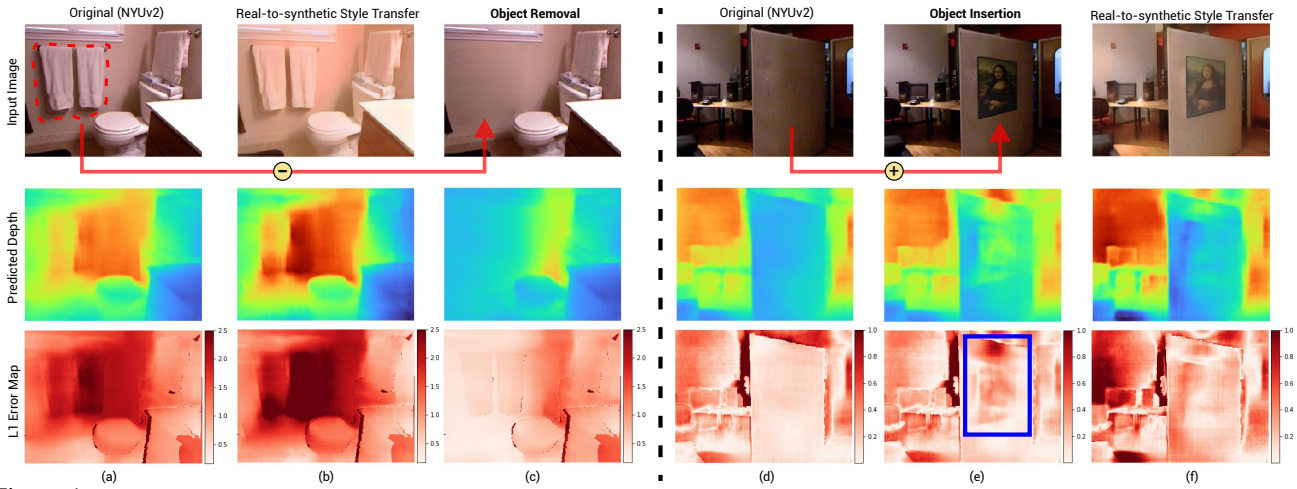 Original (NYUv2) Real-to-synthetic Style Transfer Object Removal Original (NYUv2) Object Insertion Real-to-synthetic Style Transfer
Input Image
−
+
Predicted Depth
L1 Error Map
2.5 2.5 2.5 1.0 1.0 1.0
2.0 2.0 2.0 0.8 0.8 0.8
1.5 1.5 1.5 0.6 0.6 0.6
1.0 1.0 1.0 0.4 0.4 0.4
0.5 0.5 0.5 0.2 0.2 0.2
(a) (b) (c) (d) (e) (f)